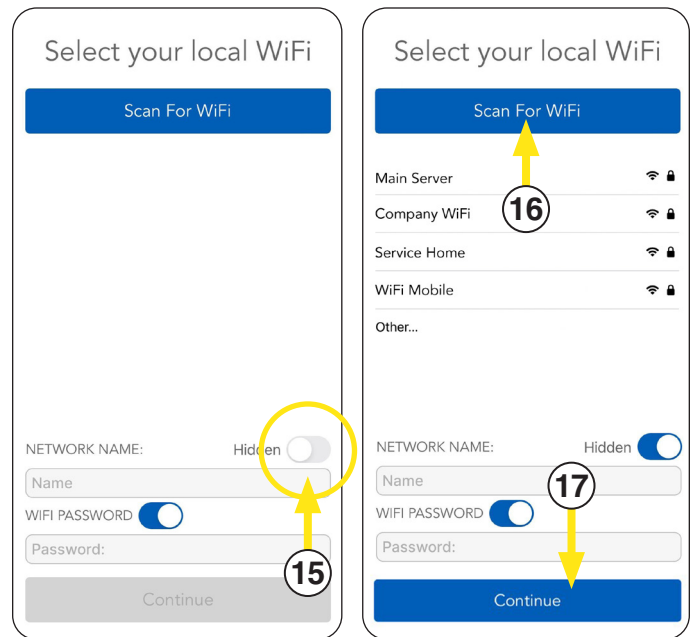 Select your local WiFi
Scan For WiFi
NETWORK NAME:
Hidden
Name
WIFI PASSWORD
Password:
15
Continue
Select your local WiFi
Scan For WiFi
Main Server
16
Company WiFi
Service Home
WiFi Mobile
Other...
NETWORK NAME:
Hidden
Name
17
WIFI PASSWORD
Password:
Continue